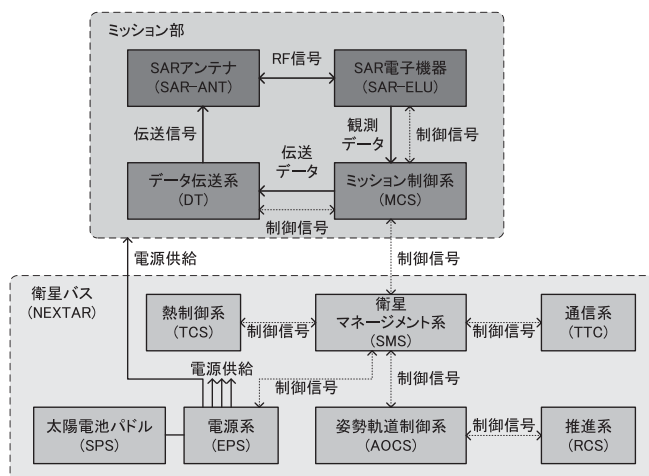 ミッション部
SARアンテナ
(SAR-ANT)
RF信号
SAR電子機器
(SAR-ELU)
伝送信号
観測
データ
制御信号
伝送
データ
データ伝送系
(DT)
ミッション制御系
(MCS)
制御信号
電源供給
制御信号
衛星バス
(NEXTAR)
熱制御系
(TCS)
制御信号
衛星
マネージメント系
(SMS)
制御信号
通信系
(TTC)
電源供給
制御信号
制御信号
太陽電池パドル
(SPS)
電源系
(EPS)
姿勢軌道制御系
(AOCS)
制御信号
推進系
(RCS)